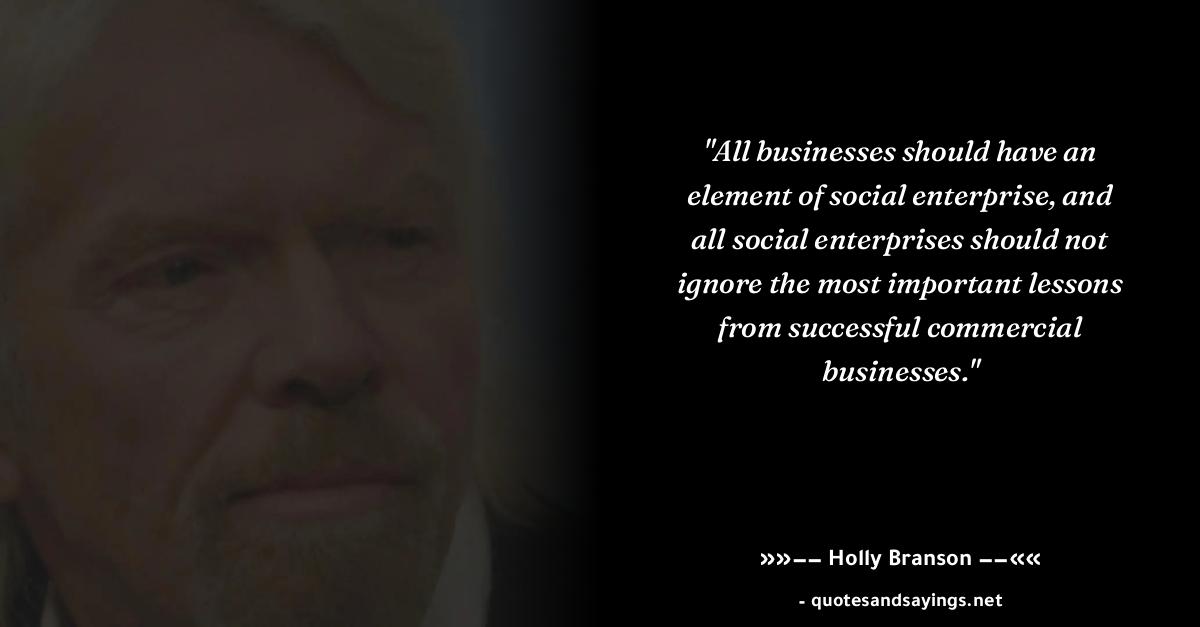 "All businesses should have an
element of social enterprise, and
all social enterprises should not
ignore the most important lessons
from successful commercial
businesses."
»»–– Holly Branson ––««
- quotesandsayings.net